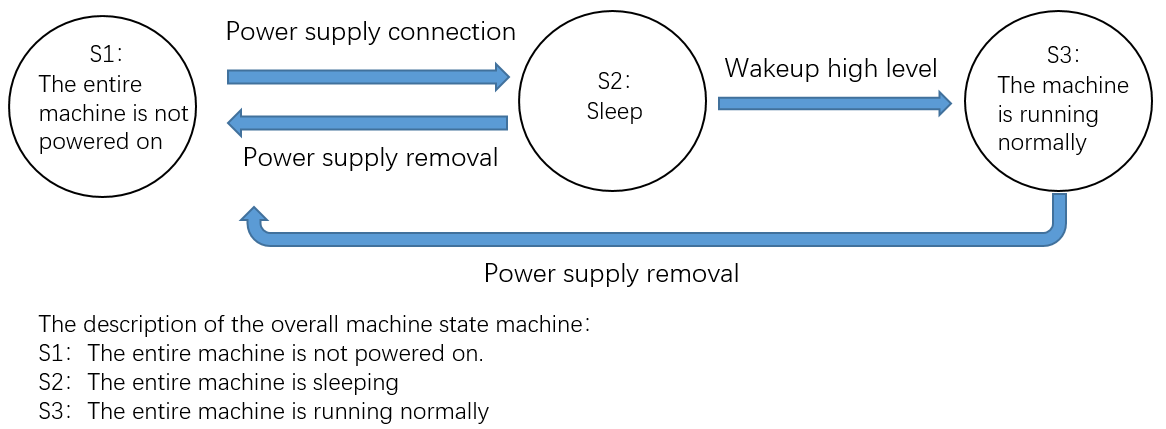 S1:
The entire
machine is not
powered on
Power supply connection
Power supply removal
S2:
Sleep
Wakeup high level
S3:
The machine
is running
normally
Power supply removal
The description of the overall machine state machine:
S1: The entire machine is not powered on.
S2: The entire machine is sleeping
S3: The entire machine is running normally